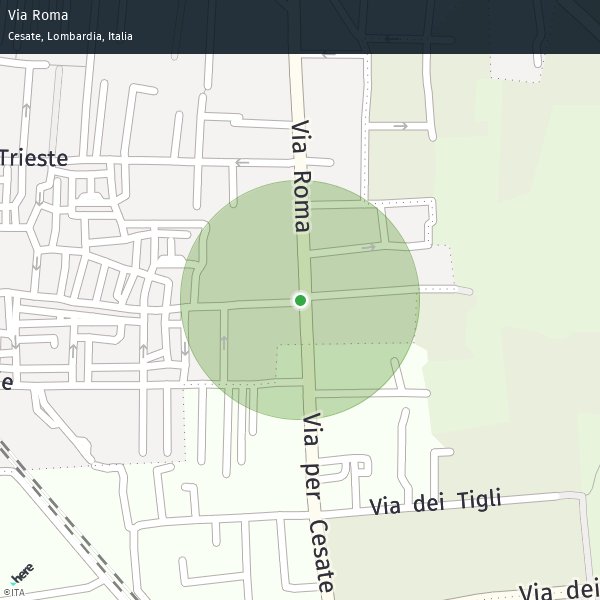 Via Roma
Cesate, Lombardia, Italia
Trieste
Via Roma
e
Via per Cesate
Via dei Tigli
Via dei
here
©ITA